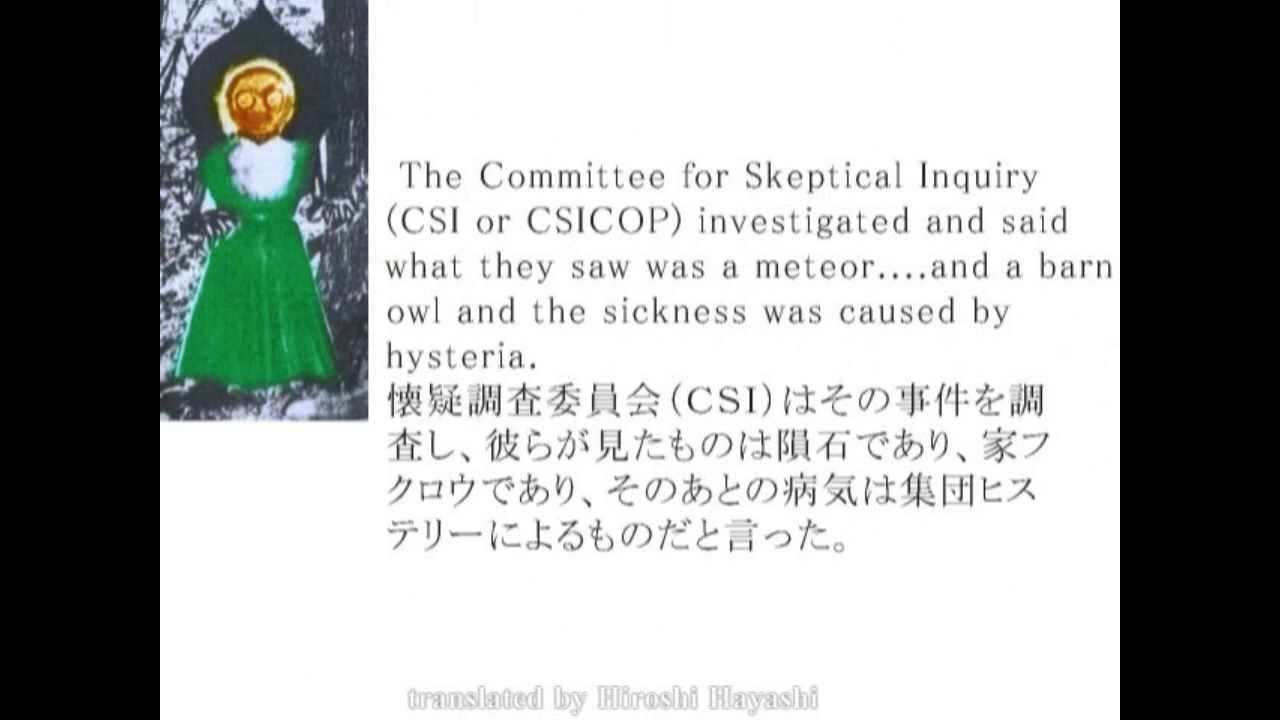 The Committee for Skeptical Inquiry
(CSI or CSICOP) investigated and said
what they saw was a meteor....and a barn
owl and the sickness was caused by
hysteria.
懐疑調査委員会(CSI)はその事件を調
査し、彼らが見たものは隕石であり、家フ
クロウであり、そのあとの病気は集団ヒス
テリーによるものだと言った。
translated by Hiroshi Hayashi